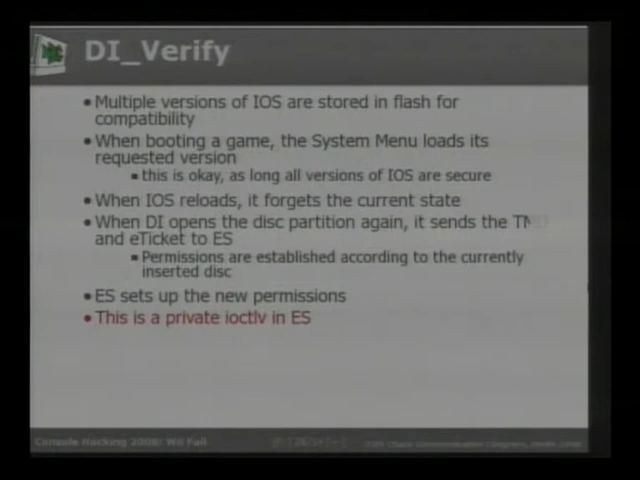 DI_Verify
• Multiple versions of IOS are stored in flash for
compatibility
• When booting a game, the System Menu loads its
requested version
▪ this is okay, as long all versions of IOS are secure
• When IOS reloads, it forgets the current state
• When DI opens the disc partition again, it sends the TMD
and eTicket to ES
▪ Permissions are established according to the currently
inserted disc
• ES sets up the new permissions
• This is a private ioctlv in ES
Console Hacking 2008: Wii Fail
Chaos Communication Congress